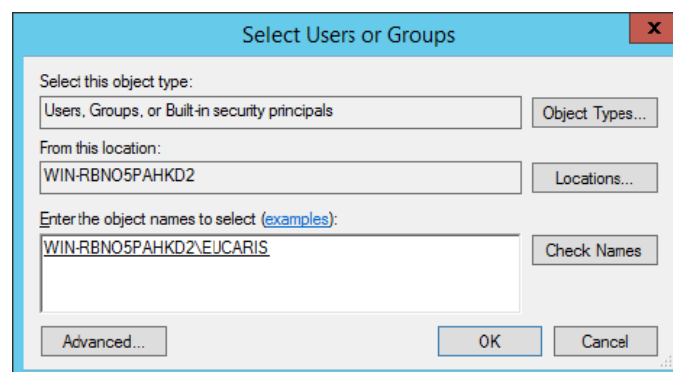 Select Users or Groups
x
Select this object type:
Users, Groups, or Built-in security principals
Object Types...
From this location:
WIN-RBNO5PAHKD2
Locations...
Enter the object names to select (examples):
WIN-RBNO5PAHKD2\EUCARIS
Check Names
Advanced...
OK
Cancel